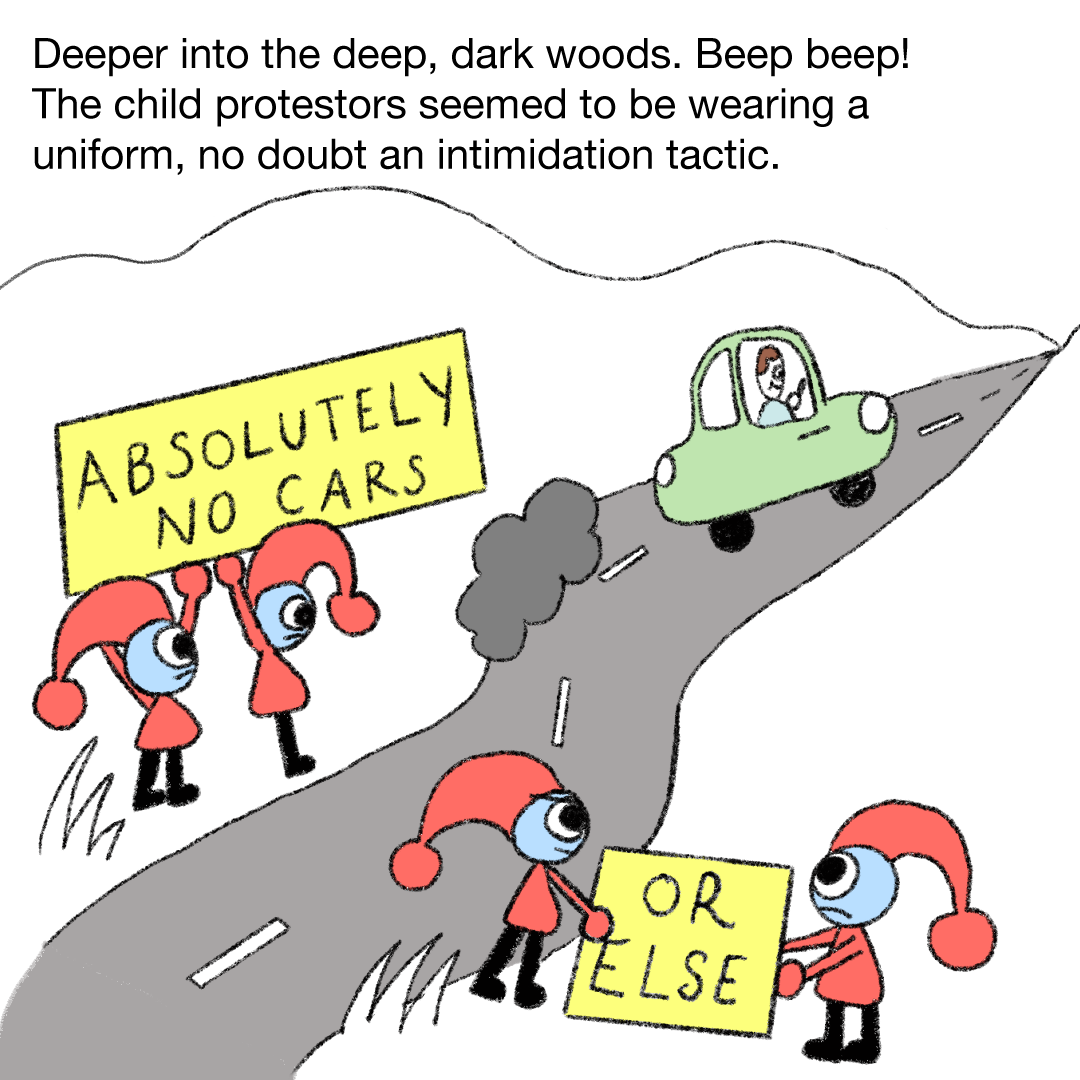 Deeper into the deep, dark woods. Beep beep!
The child protestors seemed to be wearing a
uniform, no doubt an intimidation tactic.
ABSOLUTELY
NO CARS
OR
ELSE